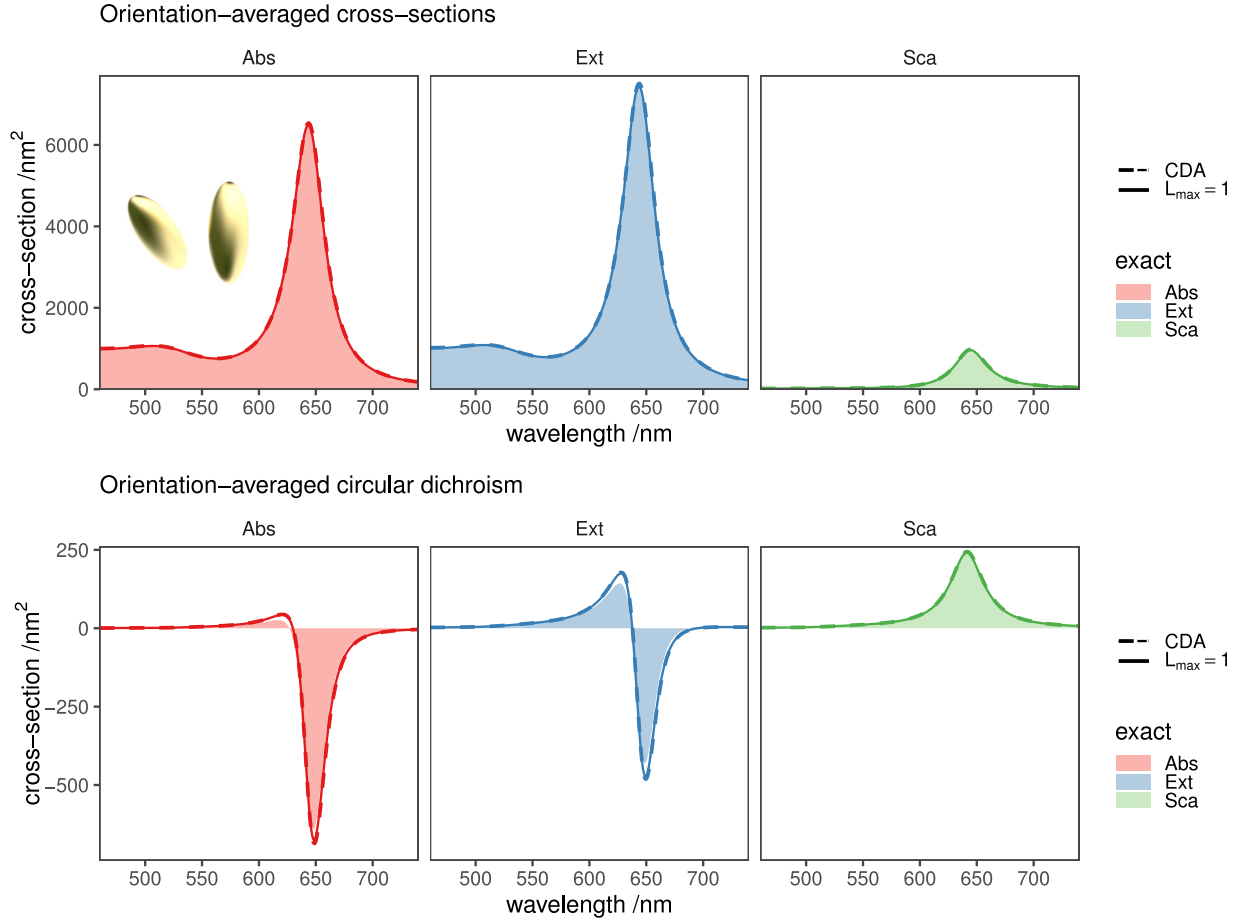 Orientation−averaged cross−sections
Abs Ext Sca
cross−section /nm²
6000
4000
2000
0
500 550 600 650 700 500 550 600 650 700 500 550 600 650 700
wavelength /nm
CDA
Lmax = 1
exact
Abs
Ext
Sca
Orientation−averaged circular dichroism
Abs Ext Sca
cross−section /nm²
250
0
−250
−500
500 550 600 650 700 500 550 600 650 700 500 550 600 650 700
wavelength /nm
CDA
Lmax = 1
exact
Abs
Ext
Sca